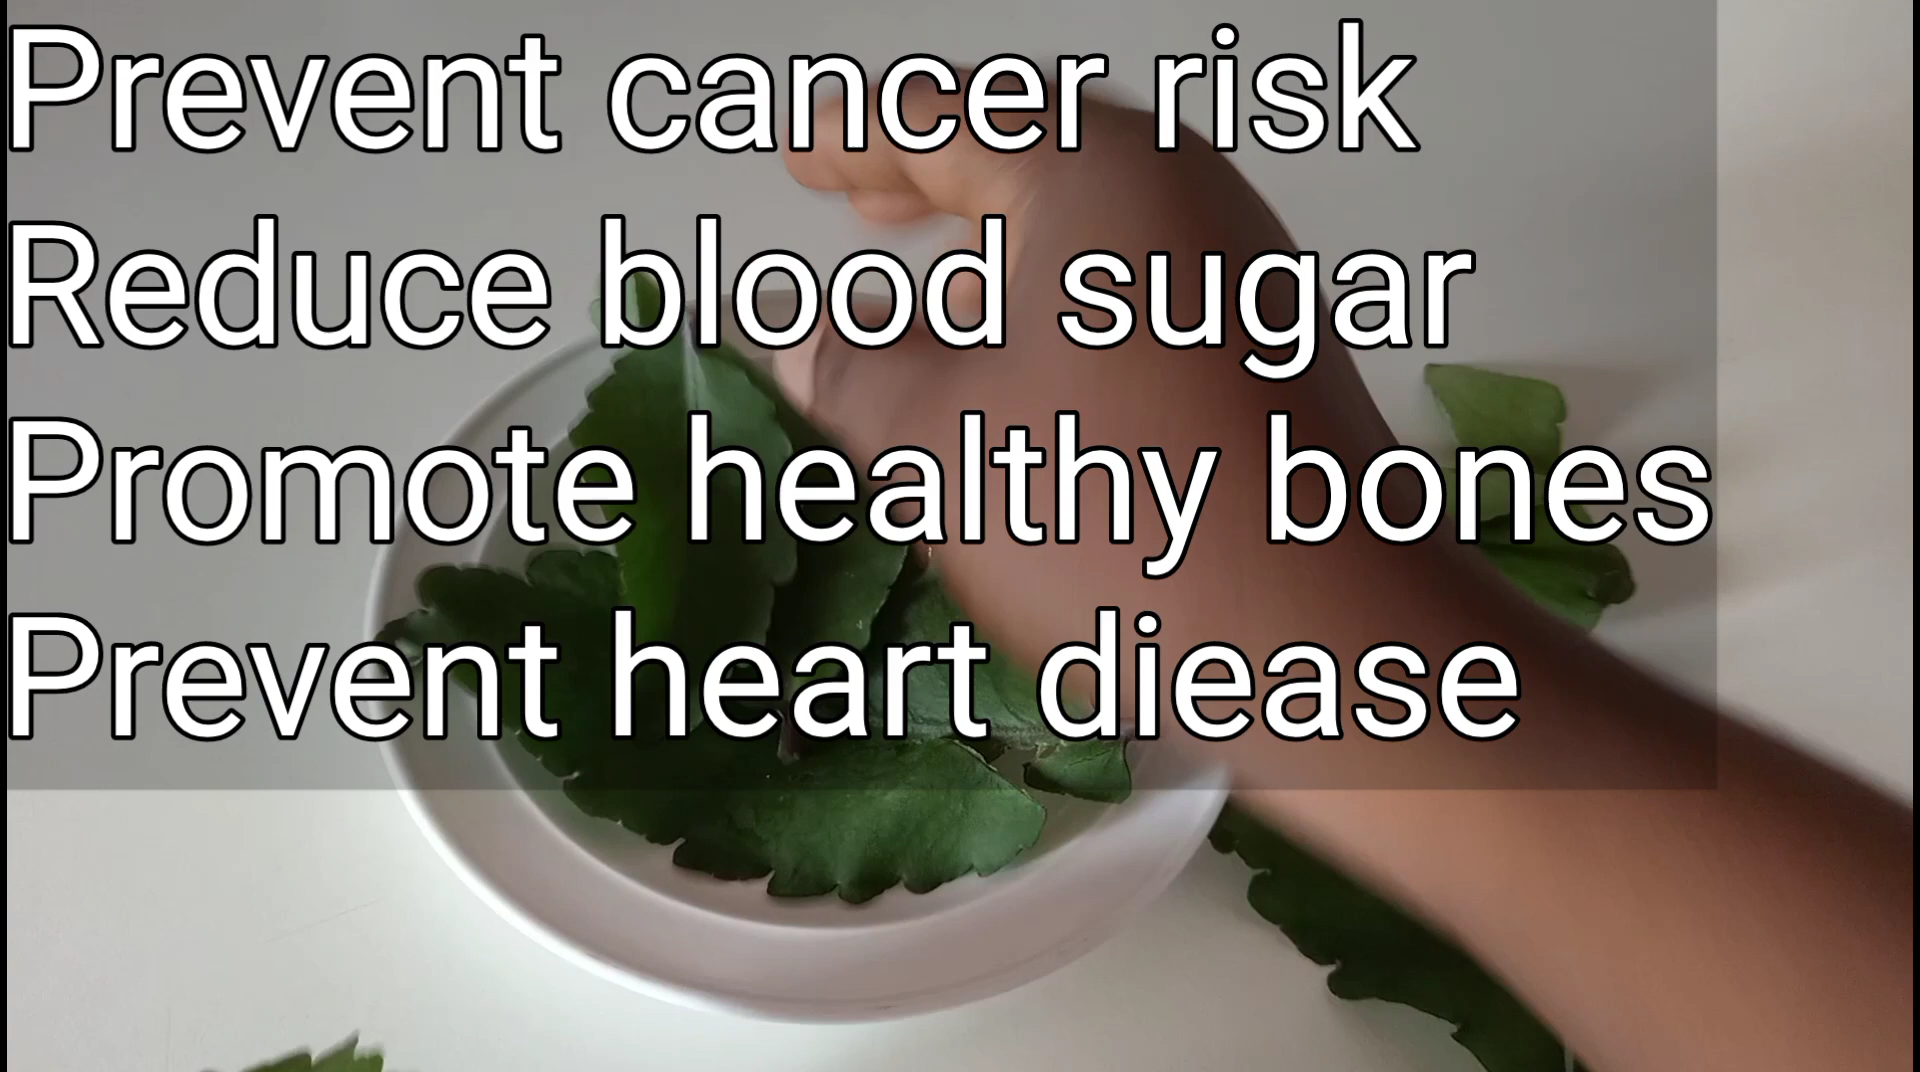 Prevent cancer risk
Reduce blood sugar
Promote healthy bones
Prevent heart diease